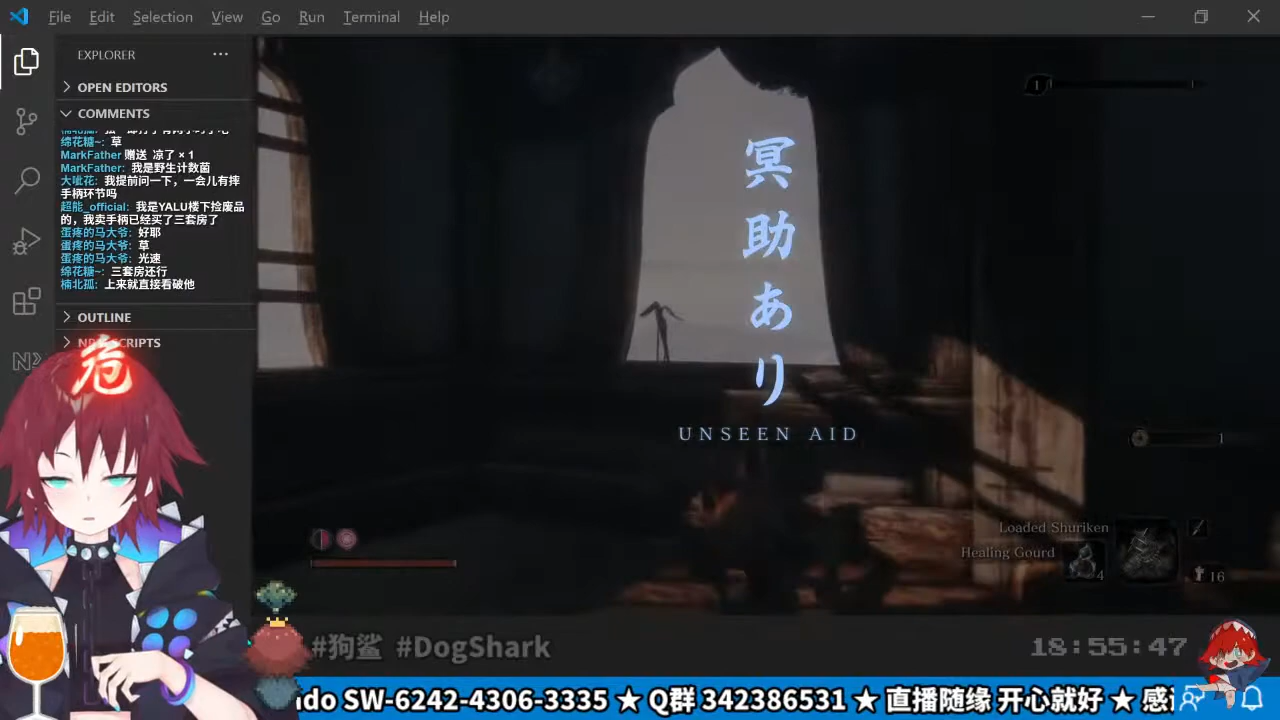 File Edit Selection View Go Run Terminal Help
EXPLORER
OPEN EDITORS
COMMENTS
绵花糖~: 草
MarkFather 赠送 凉了 × 1
MarkFather: 我是野生计数菌
大呲花: 我提前问一下，一会儿有摔
手柄环节吗
超能_official: 我是YALU楼下捡废品
的，我卖手柄已经买了三套房了
蛋疼的马大爷: 好耶
蛋疼的马大爷: 草
蛋疼的马大爷: 光速
绵花糖~: 三套房还行
楠北孤: 上来就直接看破他
OUTLINE
危
1
冥助あり
UNSEEN AID
1
Loaded Shuriken
Healing Gourd
4
16
#狗鲨 #DogShark
18:55:47
do SW-6242-4306-3335 ★ Q群 342386531 ★ 直播随缘 开心就好 ★ 感